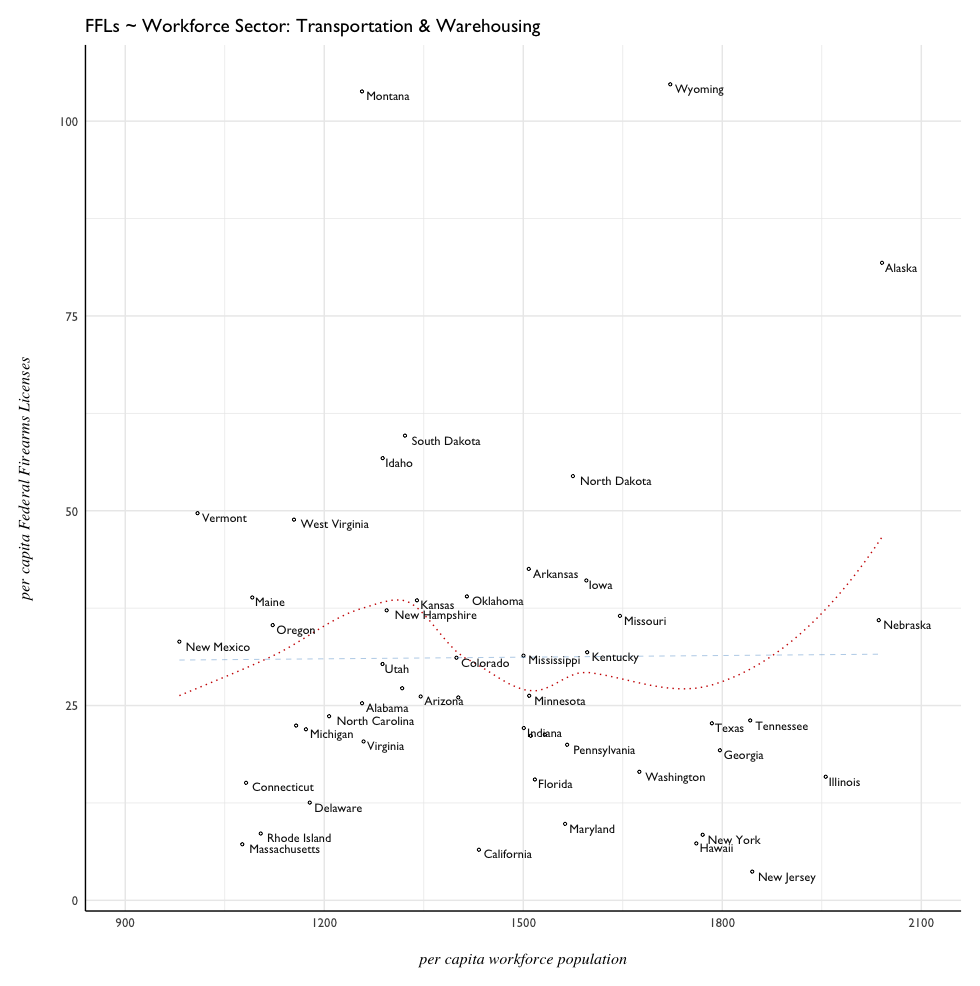 FFLs ~ Workforce Sector: Transportation & Warehousing
Montana
Wyoming
100
Alaska
75
South Dakota
Idaho
North Dakota
50
Vermont
West Virginia
Arkansas
Iowa
Maine
Kansas
Oklahoma
New Hampshire
Missouri
Nebraska
Oregon
New Mexico
Kentucky
Mississippi
Colorado
Utah
25
Arizona
Minnesota
Alabama
North Carolina
Michigan
Texas
Tennessee
Indiana
Virginia
Pennsylvania
Georgia
Washington
Illinois
Florida
Connecticut
Delaware
Maryland
Rhode Island
Massachusetts
New York
Hawaii
California
New Jersey
0
900 1200 1500 1800 2100
per capita workforce population
per capita Federal Firearms Licenses